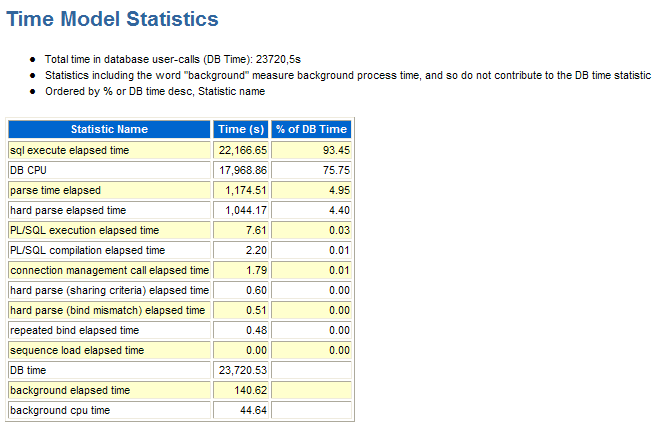 Time Model Statistics
Total time in database user-calls (DB Time): 23720,5s
Statistics including the word "background" measure background process time, and so do not contribute to the DB time statistic
Ordered by % or DB time desc, Statistic name
Statistic Name Time (s) % of DB Time
sql execute elapsed time 22,166.65 93.45
DB CPU 17,968.86 75.75
parse time elapsed 1,174.51 4.95
hard parse elapsed time 1,044.17 4.40
PL/SQL execution elapsed time 7.61 0.03
PL/SQL compilation elapsed time 2.20 0.01
connection management call elapsed time 1.79 0.01
hard parse (sharing criteria) elapsed time 0.60 0.00
hard parse (bind mismatch) elapsed time 0.51 0.00
repeated bind elapsed time 0.48 0.00
sequence load elapsed time 0.00 0.00
DB time 23,720.53
background elapsed time 140.62
background cpu time 44.64